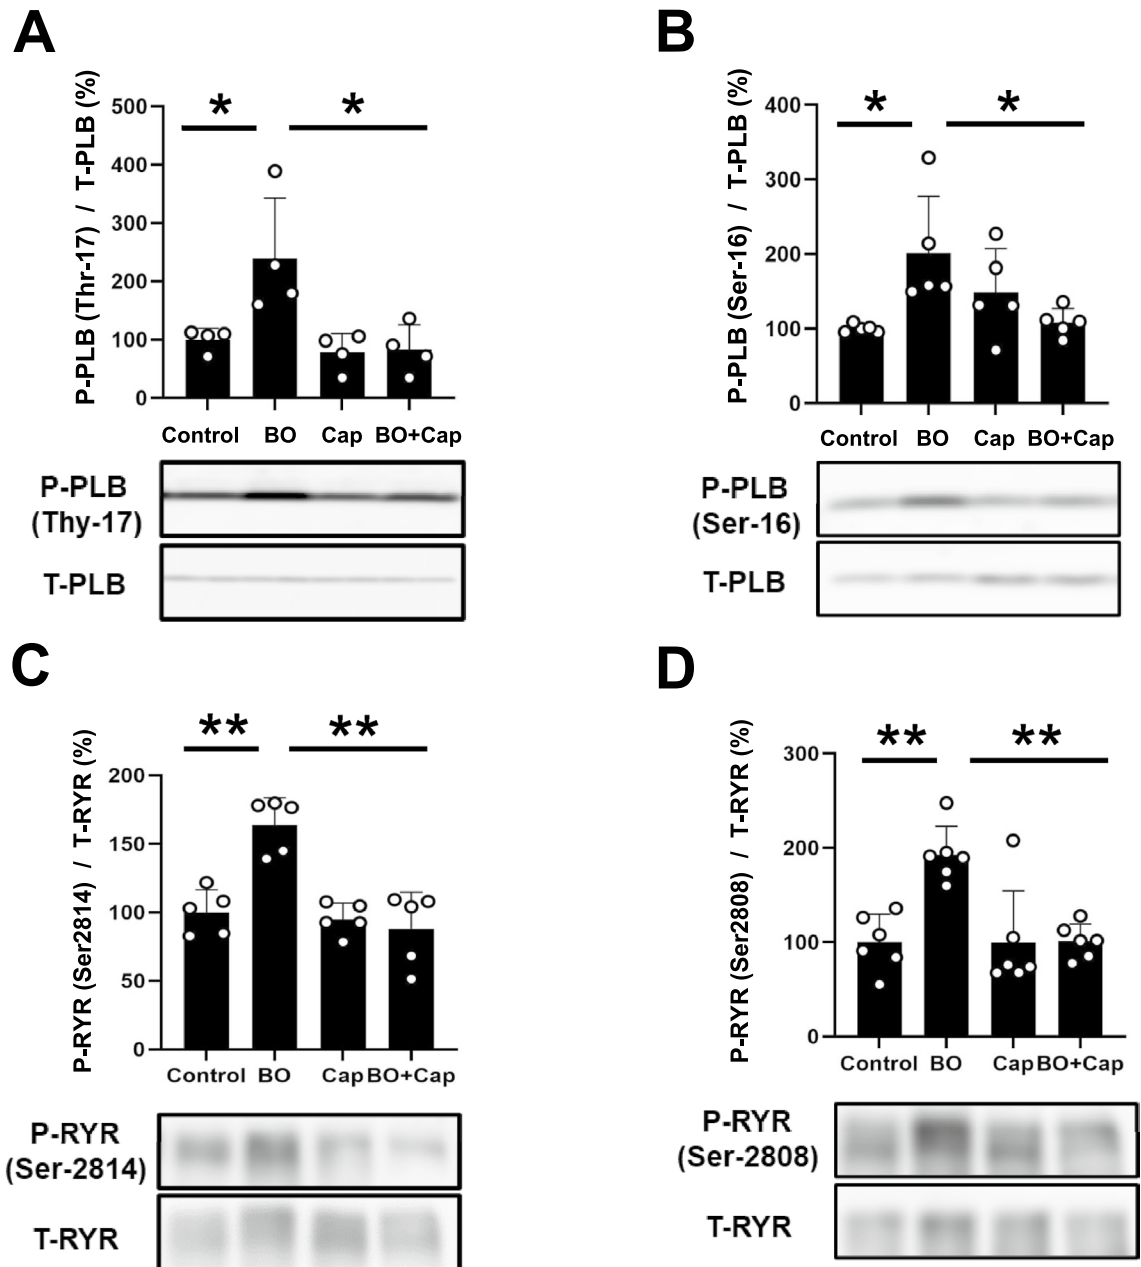 A
P-PLB (Thr-17) / T-PLB (%)
* *
500
400
300
200
100
0
Control BO Cap BO+Cap
P-PLB
(Thy-17)
T-PLB
B
P-PLB (Ser-16) / T-PLB (%)
* *
400
300
200
100
0
Control BO Cap BO+Cap
P-PLB
(Ser-16)
T-PLB
C
P-RYR (Ser2814) / T-RYR (%)
** **
200
150
100
50
0
Control BO Cap BO+Cap
P-RYR
(Ser-2814)
T-RYR
D
P-RYR (Ser2808) / T-RYR (%)
** **
300
200
100
0
Control BO Cap BO+Cap
P-RYR
(Ser-2808)
T-RYR